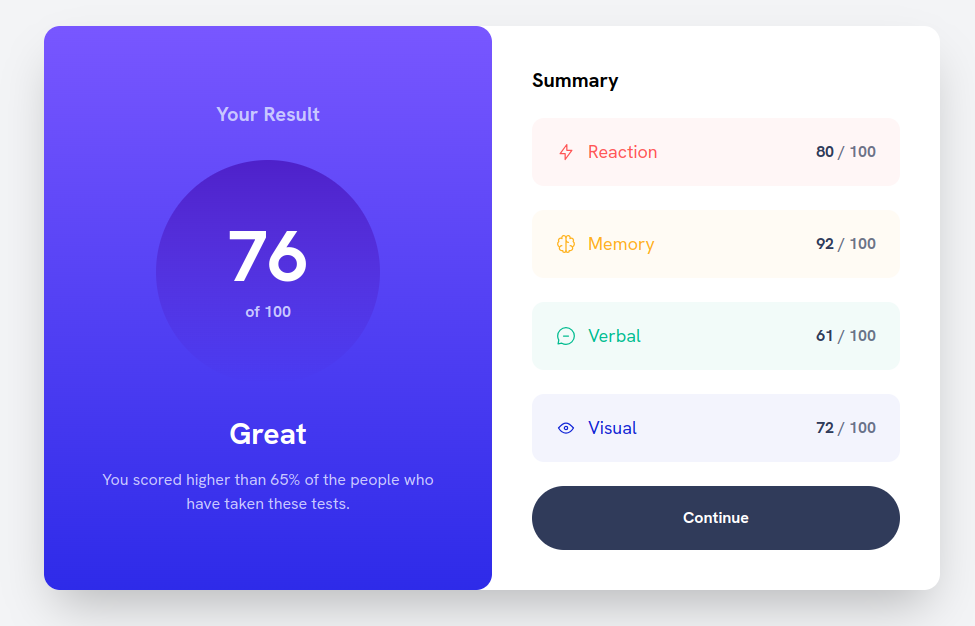 Your Result
76
of 100
Great
You scored higher than 65% of the people who
have taken these tests.
Summary
Reaction 80 / 100
Memory 92 / 100
Verbal 61 / 100
Visual 72 / 100
Continue